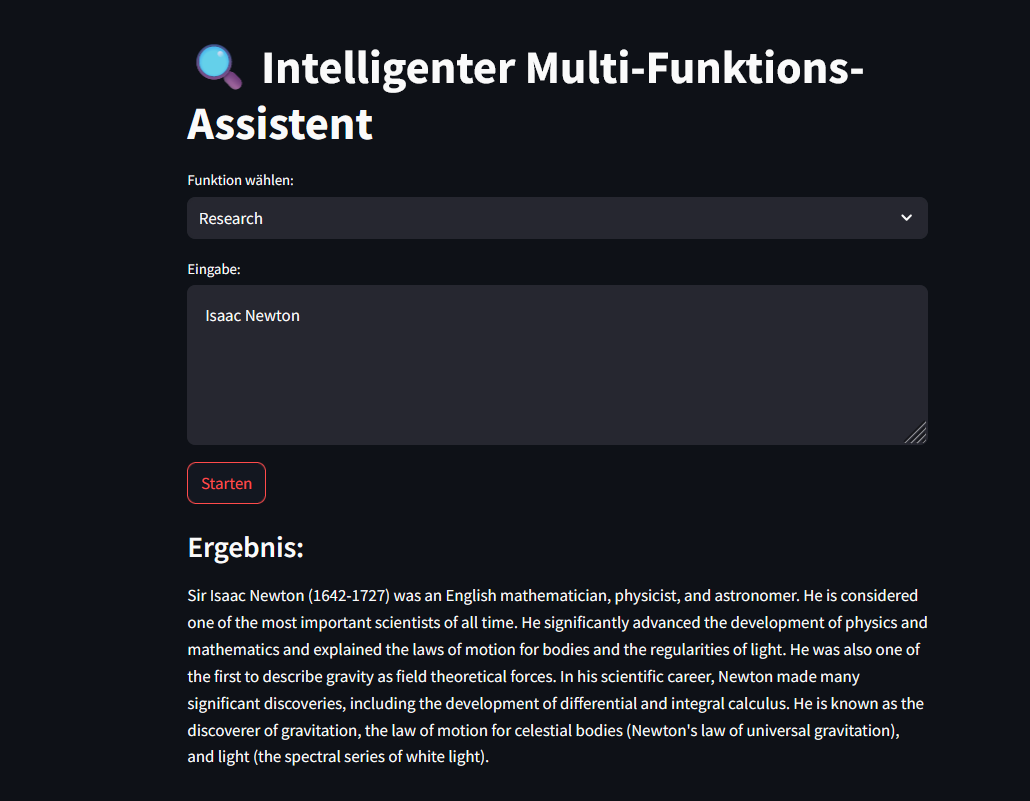 Intelligenter Multi-Funktions-
Assistent
Funktion wählen:
Research
Eingabe:
Isaac Newton
Starten
Ergebnis:
Sir Isaac Newton (1642-1727) was an English mathematician, physicist, and astronomer. He is considered
one of the most important scientists of all time. He significantly advanced the development of physics and
mathematics and explained the laws of motion for bodies and the regularities of light. He was also one of
the first to describe gravity as field theoretical forces. In his scientific career, Newton made many
significant discoveries, including the development of differential and integral calculus. He is known as the
discoverer of gravitation, the law of motion for celestial bodies (Newton's law of universal gravitation),
and light (the spectral series of white light).